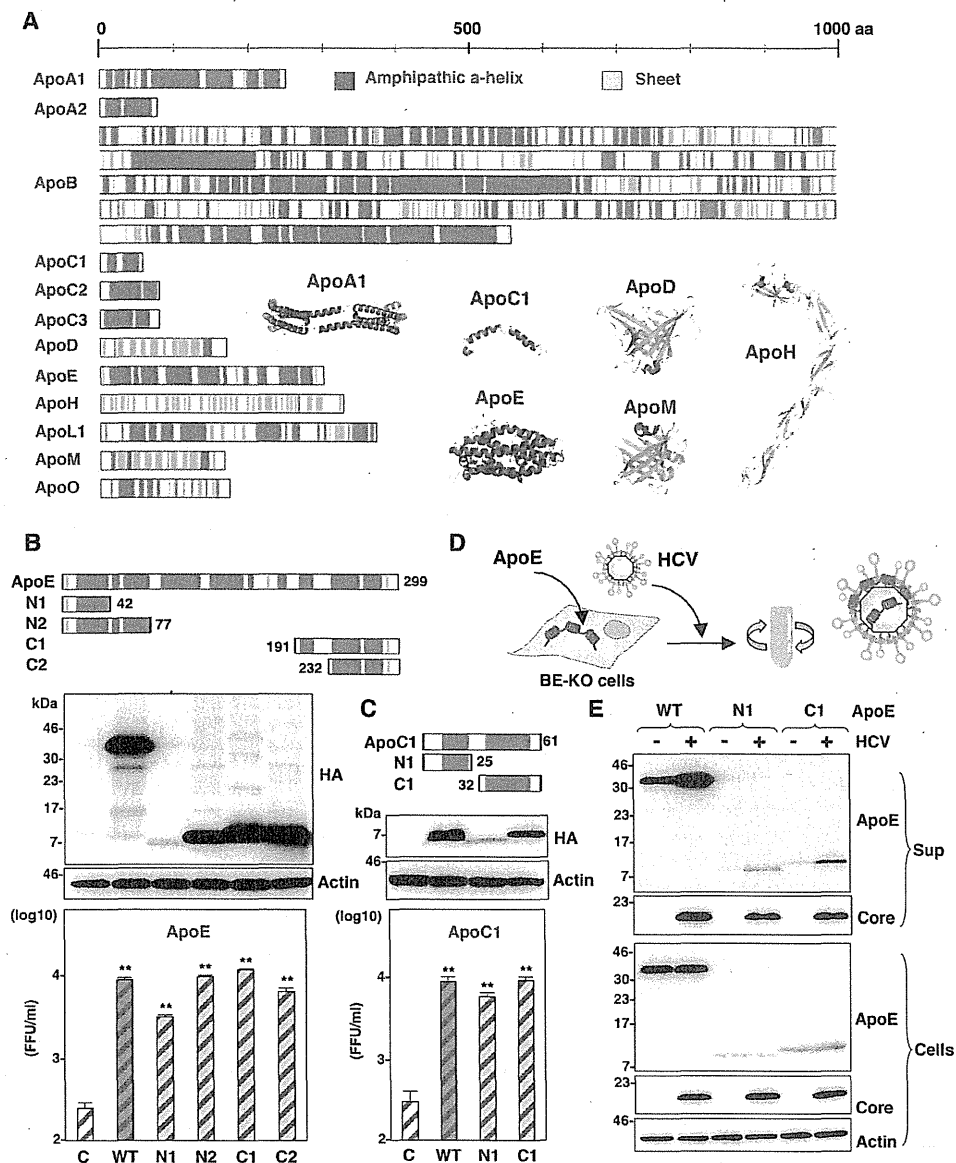 A
0 500 1000 aa
ApoA1
Amphipathic a-helix
Sheet
ApoA2
ApoB
ApoC1
ApoC2
ApoC3
ApoD
ApoE
ApoH
ApoL1
ApoM
ApoO
ApoA1
ApoC1
ApoD
ApoH
ApoE
ApoM
B
ApoE 299
N1 42
N2 77
C1 191
C2 232
kDa
46-
30-
23-
17-
7-
HA
46-
Actin
(log10)
ApoE
(FFU/ml)
4
3
2
** ** ** ** **
C WT N1 N2 C1 C2
C
ApoC1 61
N1 25
C1 32
kDa
7-
HA
46
Actin
(log10)
ApoC1
(FFU/ml)
4
3
2
** ** **
C WT N1 C1
D
ApoE
HCV
BE-KO cells
E
WT N1 C1 ApoE
- + - + - + HCV
46-
30-
23-
17-
7-
ApoE
23-
Core
Sup
46-
30-
23-
17-
7-
ApoE
23-
Core
46-
Actin
Cells